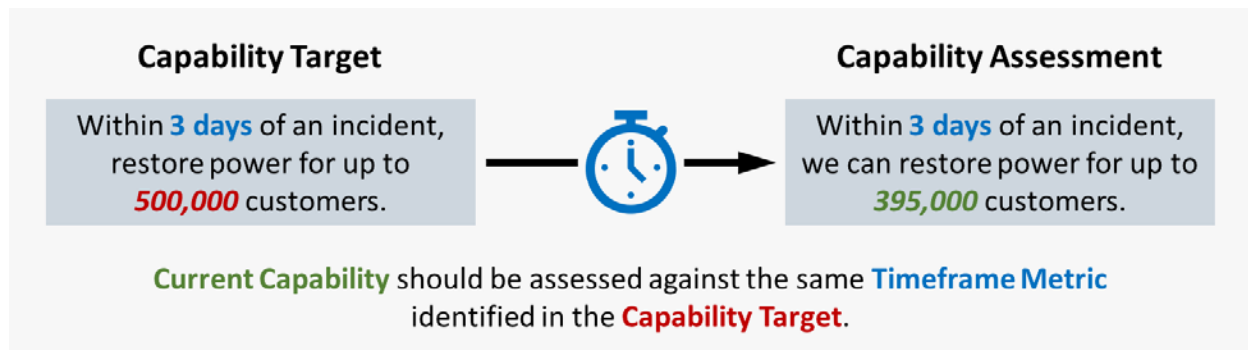 Capability Target
Capability Assessment
Within 3 days of an incident,
restore power for up to
500,000 customers.
Within 3 days of an incident,
we can restore power for up to
395,000 customers.
Current Capability should be assessed against the same Timeframe Metric
identified in the Capability Target.